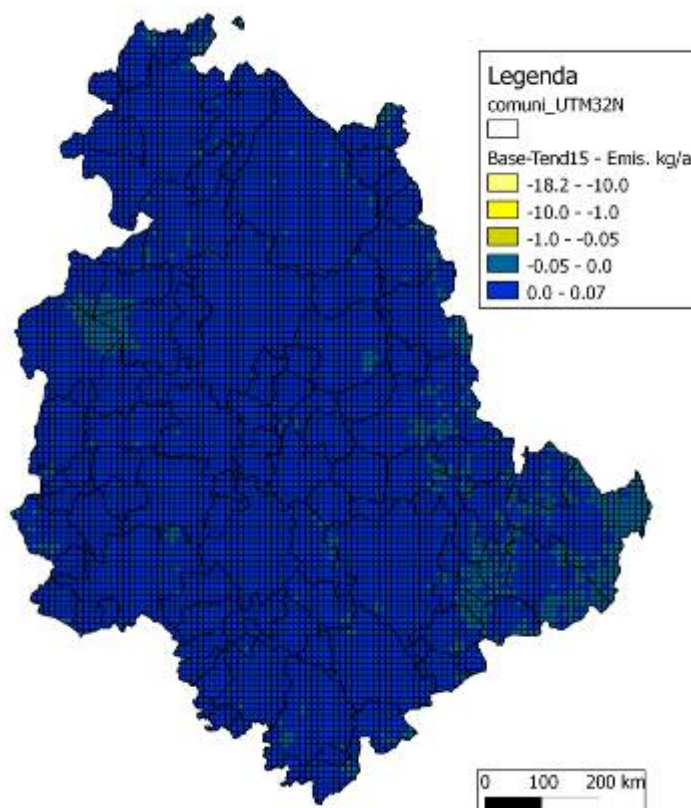 Legenda
comuni_UTM32N
Base-Tend15 - Emis. kg/a
-18.2 - -10.0
-10.0 - -1.0
-1.0 - -0.05
-0.05 - 0.0
0.0 - 0.07
0 100 200 km